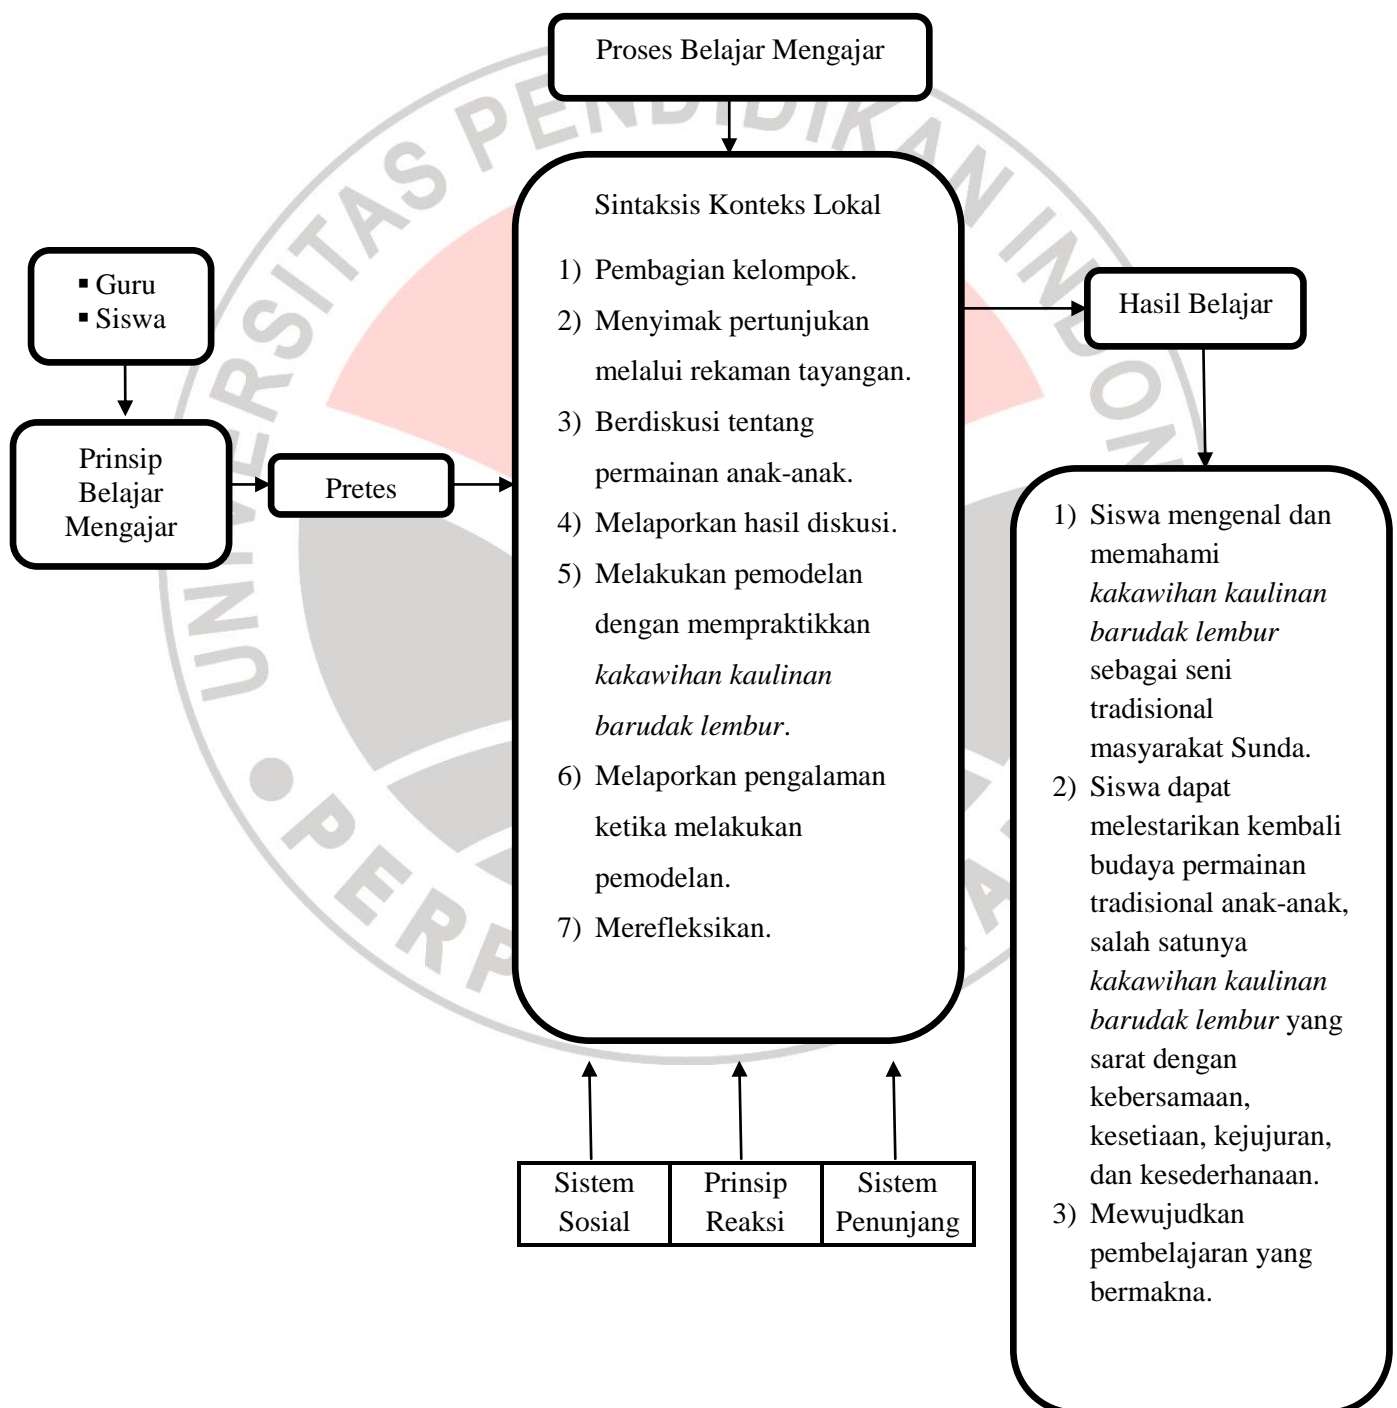 Proses Belajar Mengajar
Sintaksis Konteks Lokal
1) Pembagian kelompok.
2) Menyimak pertunjukan
melalui rekaman tayangan.
3) Berdiskusi tentang
permainan anak-anak.
4) Melaporkan hasil diskusi.
5) Melakukan pemodelan
dengan mempraktikkan
kakawihan kaulinan
barudak lembur.
6) Melaporkan pengalaman
ketika melakukan
pemodelan.
7) Merefleksikan.
▪ Guru
▪ Siswa
Prinsip
Belajar
Mengajar
Pretes
Hasil Belajar
1) Siswa mengenal dan
memahami
kakawihan kaulinan
barudak lembur
sebagai seni
tradisional
masyarakat Sunda.
2) Siswa dapat
melestarikan kembali
budaya permainan
tradisional anak-anak,
salah satunya
kakawihan kaulinan
barudak lembur yang
sarat dengan
kebersamaan,
kesetiaan, kejujuran,
dan kesederhanaan.
3) Mewujudkan
pembelajaran yang
bermakna.
Sistem
Sosial
Prinsip
Reaksi
Sistem
Penunjang
UNIVERSITAS PENDIDIKAN INDON